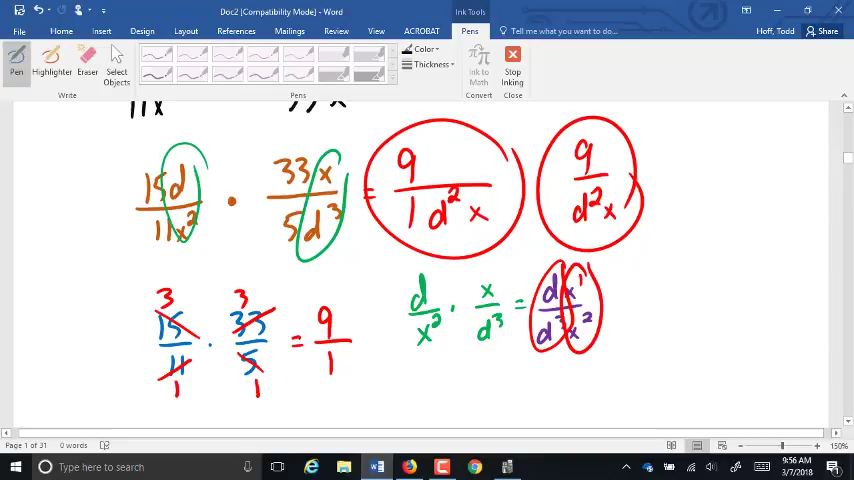 Doc2 [Compatibility Mode] - Word
Ink Tools
Hoff, Todd
File Home Insert Design Layout References Mailings Review View ACROBAT Pens Tell me what you want to do... Share
Pen Highlighter Eraser Select Objects
Color
Thickness
Ink to Math
Stop Inking
Write Pens Convert Close
11x 33 x
15d/11x² · 33x/5d³ = 9/1d²x 9/d²x
3 3
15/11 · 33/5 = 9/1
1 1
d/x² · x/d³ = dx¹/d³x²
Page 1 of 31 0 words 150%
Type here to search
9:56 AM
3/7/2018